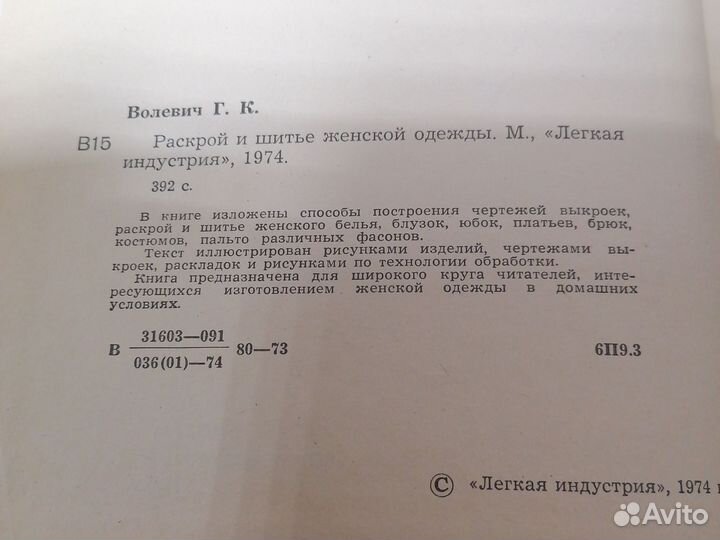 Волевич Г. К.
В15 Раскрой и шитье женской одежды. М., «Легкая
индустрия», 1974.
392 с.
В книге изложены способы построения чертежей выкроек,
раскрой и шитье женского белья, блузок, юбок, платьев, брюк,
костюмов, пальто различных фасонов.
Текст иллюстрирован рисунками изделий, чертежами вы-
кроек, раскладок и рисунками по технологии обработки.
Книга предназначена для широкого круга читателей, инте-
ресующихся изготовлением женской одежды в домашних
условиях.
31603—091
В 80—73 6П9.3
036(01)—74
© «Легкая индустрия», 1974 г
Avito